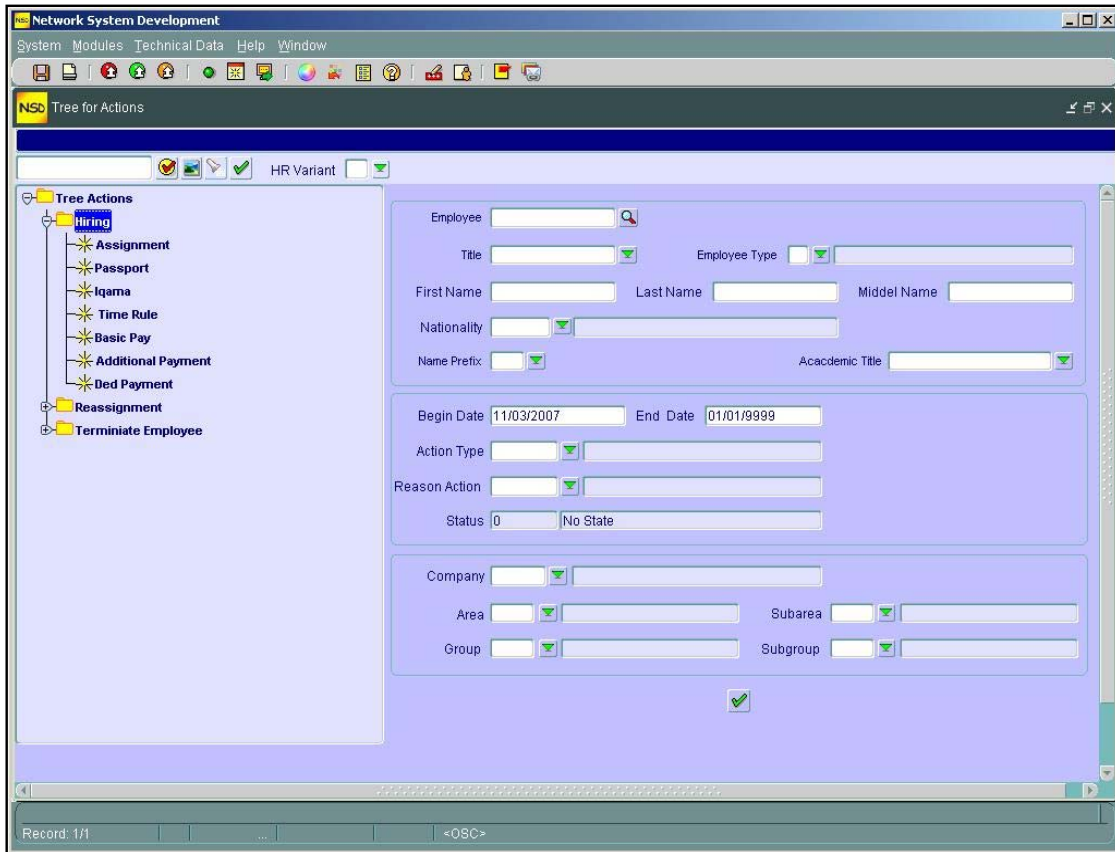 NSD Network System Development
System Modules Technical Data Help Window
NSD Tree for Actions
HR Variant
Tree Actions
Hiring
Assignment
Passport
Iqama
Time Rule
Basic Pay
Additional Payment
Ded Payment
Reassignment
Terminiate Employee
Employee
Title Employee Type
First Name Last Name Middel Name
Nationality
Name Prefix Acacdemic Title
Begin Date 11/03/2007 End Date 01/01/9999
Action Type
Reason Action
Status 0 No State
Company
Area Subarea
Group Subgroup
Record: 1/1 ... <OSC>